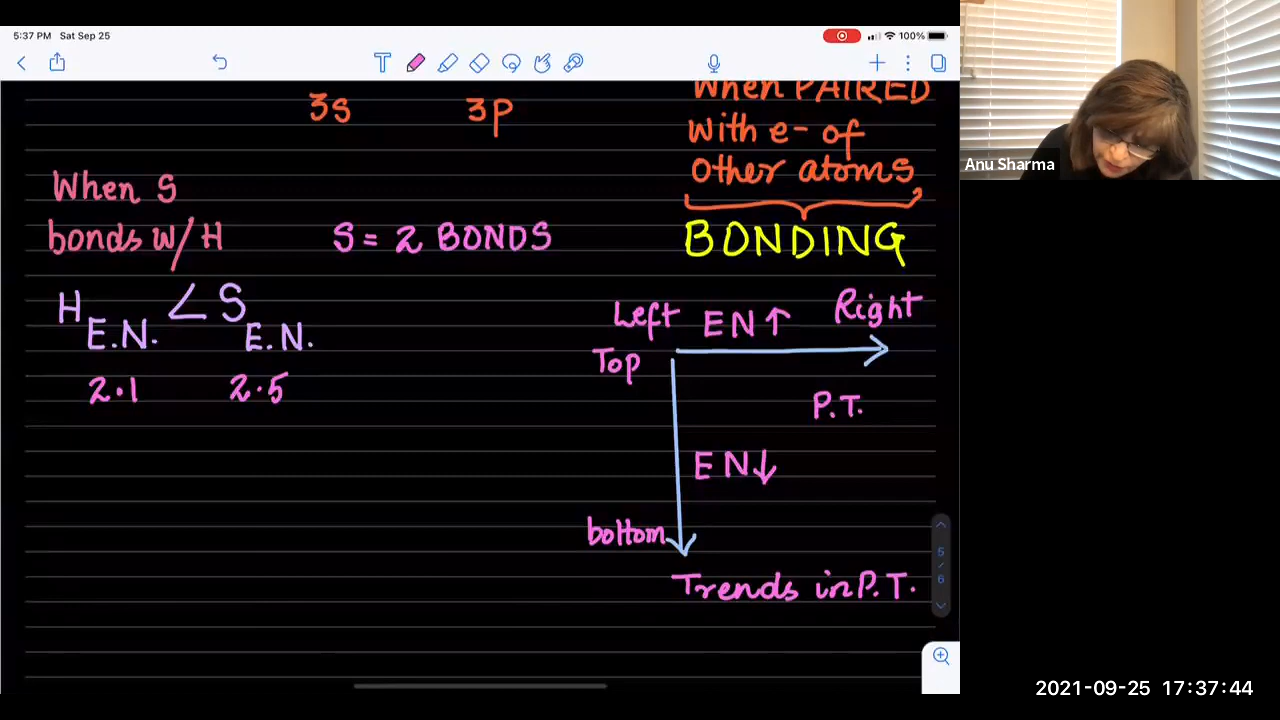 5:37 PM Sat Sep 25
100%
3s 3p
When PAIRED
With e- of
Other atoms
When S
bonds w/ H
S = 2 BONDS
BONDING
H E.N. < S E.N.
2.1 2.5
Left EN↑ Right
Top
P.T.
EN↓
bottom
Trends in P.T.
5
/
6
Anu Sharma
2021-09-25 17:37:44